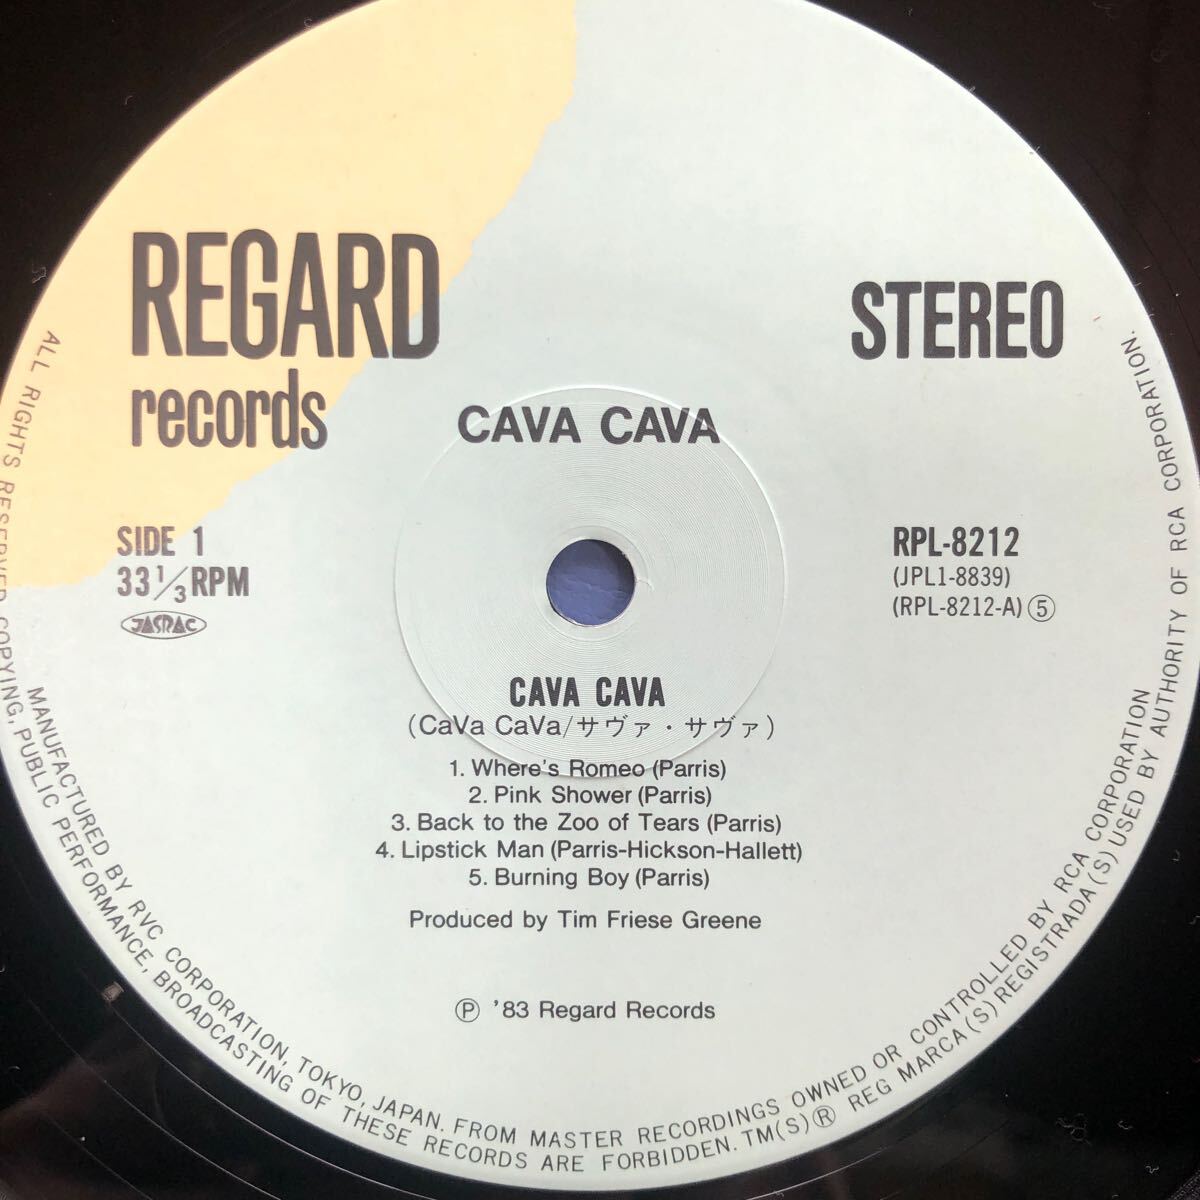 REGARD
records
STEREO
CAVA CAVA
SIDE 1
33 1/3 RPM
JASRAC
RPL-8212
(JPL1-8839)
(RPL-8212-A) ⑤
CAVA CAVA
(CaVa CaVa/サヴァ・サヴァ)
1. Where's Romeo (Parris)
2. Pink Shower (Parris)
3. Back to the Zoo of Tears (Parris)
4. Lipstick Man (Parris-Hickson-Hallett)
5. Burning Boy (Parris)
Produced by Tim Friese Greene
Ⓟ '83 Regard Records
MANUFACTURED BY RVC CORPORATION, TOKYO, JAPAN. FROM MASTER RECORDINGS OWNED OR CONTROLLED BY RCA CORPORATION
ALL RIGHTS RESERVED COPYING, PUBLIC PERFORMANCE, BROADCASTING OF THESE RECORDS ARE FORBIDDEN. TM(S)® REG MARCA(S) REGISTRADA(S) USED BY AUTHORITY OF RCA CORPORATION.